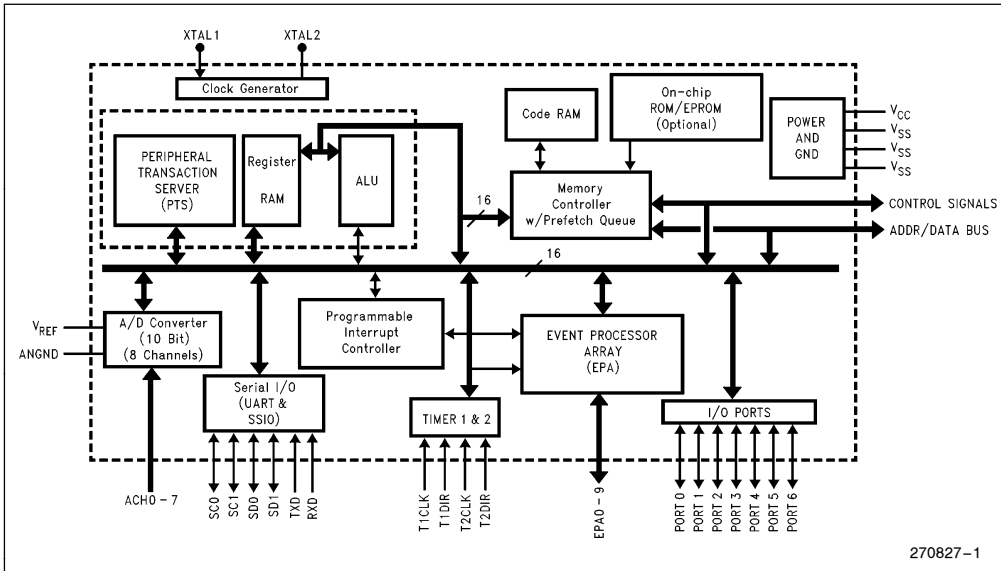 XTAL1
XTAL2
Clock Generator
PERIPHERAL
TRANSACTION
SERVER
(PTS)
Register
RAM
ALU
Code RAM
On-chip
ROM/EPROM
(Optional)
POWER
AND
GND
VCC
VSS
VSS
VSS
Memory
Controller
w/Prefetch Queue
16
CONTROL SIGNALS
ADDR/DATA BUS
16
VREF
ANGND
A/D Converter
(10 Bit)
(8 Channels)
Programmable
Interrupt
Controller
EVENT PROCESSOR
ARRAY
(EPA)
Serial I/O
(UART &
SSIO)
TIMER 1 & 2
I/O PORTS
ACH0-7
SC0
SC1
SD0
SD1
TXD
RXD
T1CLK
T1DIR
T2CLK
T2DIR
EPA0-9
PORT 0
PORT 1
PORT 2
PORT 3
PORT 4
PORT 5
PORT 6
270827-1